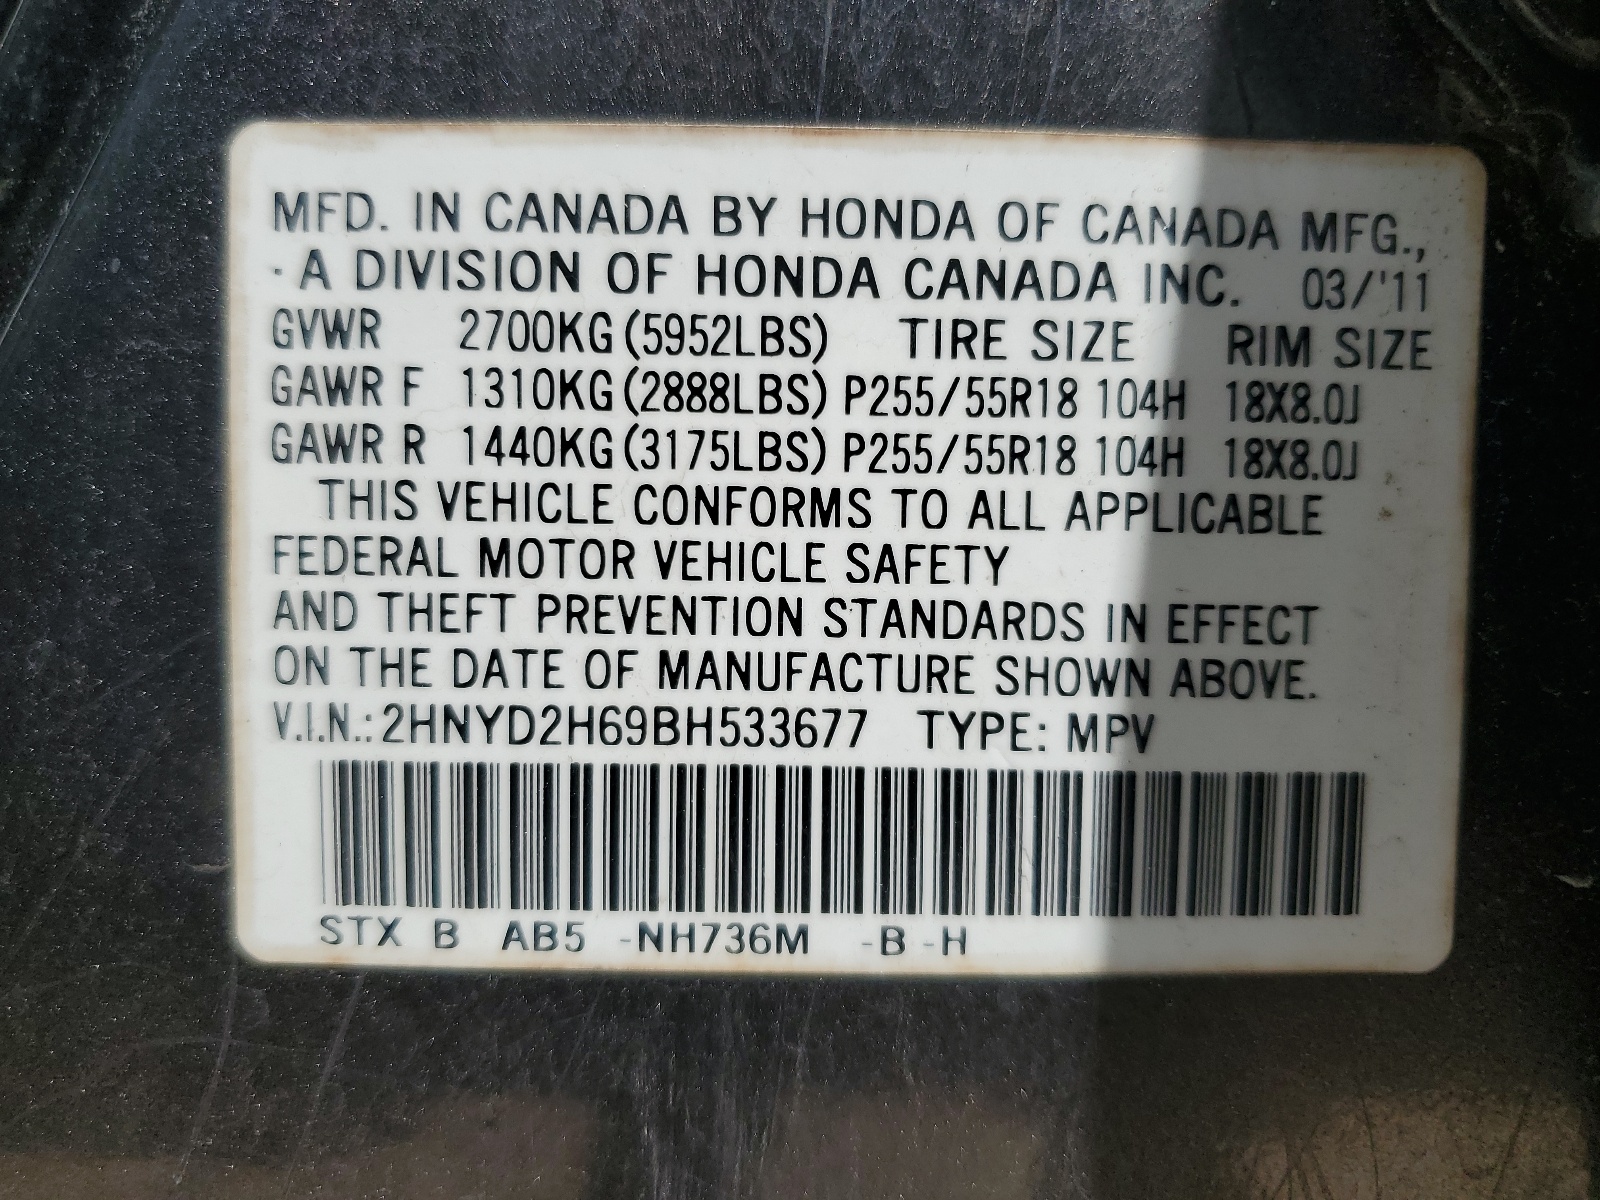 MFD. IN CANADA BY HONDA OF CANADA MFG.,
· A DIVISION OF HONDA CANADA INC. 03/'11
GVWR 2700KG (5952LBS) TIRE SIZE RIM SIZE
GAWR F 1310KG (2888LBS) P255/55R18 104H 18X8.0J
GAWR R 1440KG (3175LBS) P255/55R18 104H 18X8.0J
THIS VEHICLE CONFORMS TO ALL APPLICABLE
FEDERAL MOTOR VEHICLE SAFETY
AND THEFT PREVENTION STANDARDS IN EFFECT
ON THE DATE OF MANUFACTURE SHOWN ABOVE.
V.I.N.: 2HNYD2H69BH533677 TYPE: MPV
STX B AB5 -NH736M -B -H